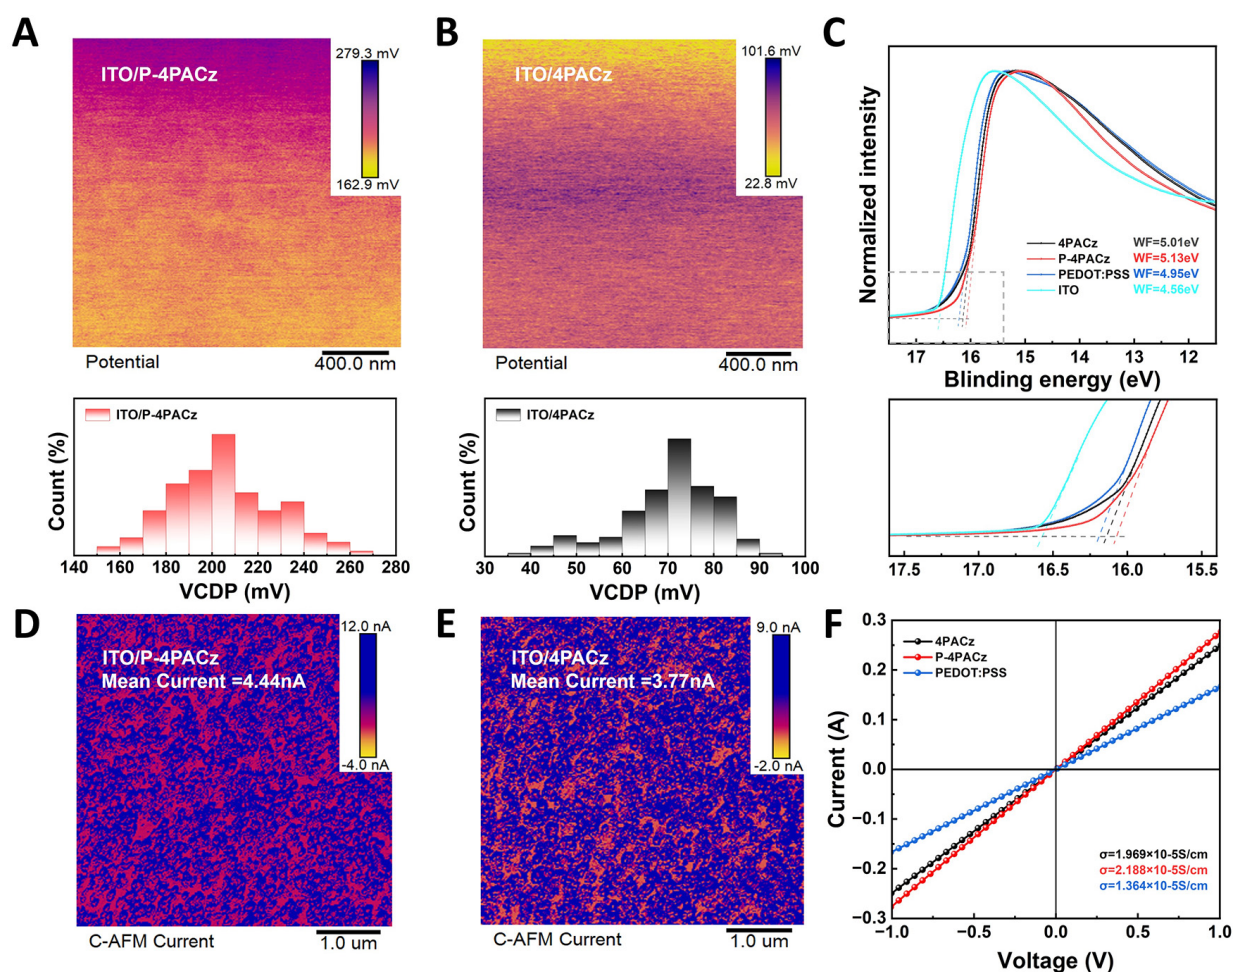 A
279.3 mV
ITO/P-4PACz
162.9 mV
Potential
400.0 nm
ITO/P-4PACz
Count (%)
140 160 180 200 220 240 260 280
VCDP (mV)
B
101.6 mV
ITO/4PACz
22.8 mV
Potential
400.0 nm
ITO/4PACz
Count (%)
30 40 50 60 70 80 90 100
VCDP (mV)
C
Normalized intensity
4PACz WF=5.01eV
P-4PACz WF=5.13eV
PEDOT:PSS WF=4.95eV
ITO WF=4.56eV
17 16 15 14 13 12
Blinding energy (eV)
17.5 17.0 16.5 16.0 15.5
D
12.0 nA
ITO/P-4PACz
Mean Current =4.44nA
-4.0 nA
C-AFM Current
1.0 um
E
9.0 nA
ITO/4PACz
Mean Current =3.77nA
-2.0 nA
C-AFM Current
1.0 um
F
Current (A)
0.3
0.2
0.1
0.0
−0.1
−0.2
−0.3
4PACz
P-4PACz
PEDOT:PSS
σ=1.969×10-5S/cm
σ=2.188×10-5S/cm
σ=1.364×10-5S/cm
−1.0 −0.5 0.0 0.5 1.0
Voltage (V)